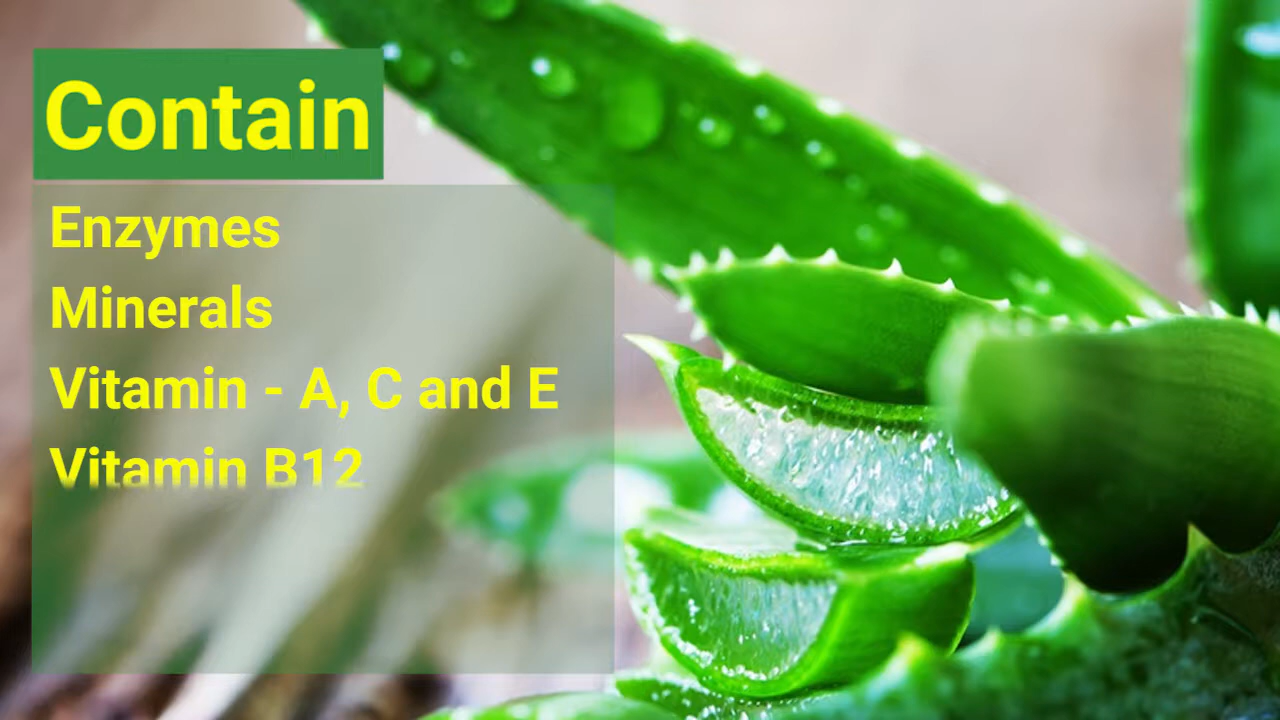 Contain
Enzymes
Minerals
Vitamin - A, C and E
Vitamin B12